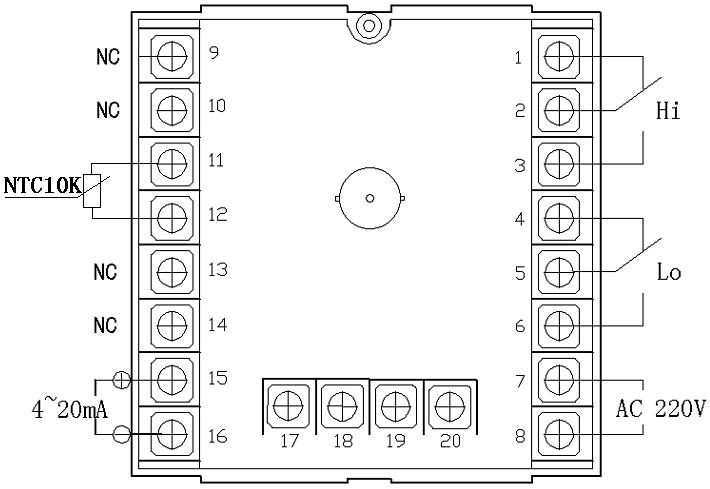 NC 9 1
NC 10 2 Hi
11 3
NTC10K
12 4
NC 13 5 Lo
NC 14 6
15 7
4~20mA AC 220V
16 8
17 18 19 20